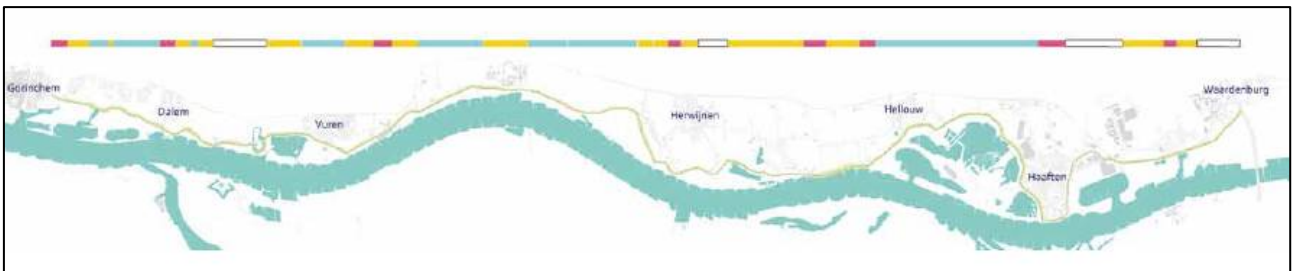 Gorinchem
Dalem
Vuren
Herwijnen
Hellouw
Haaften
Waardenburg